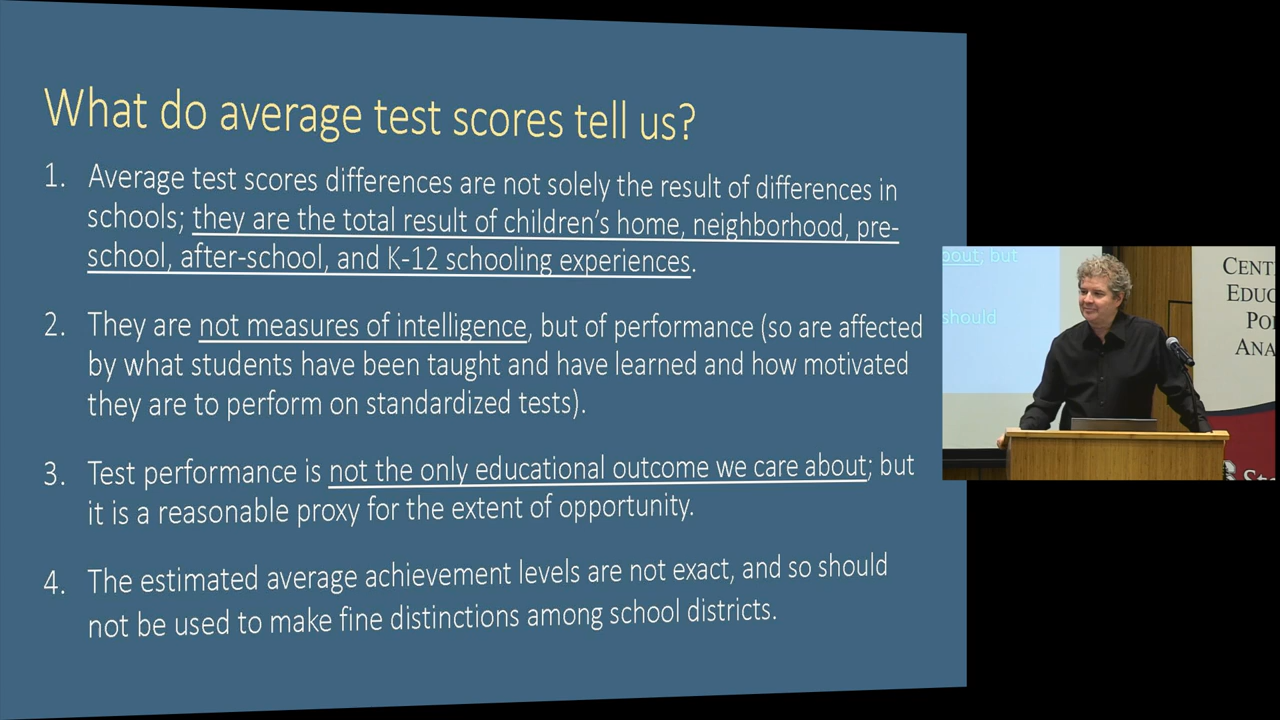 What do average test scores tell us?
1. Average test scores differences are not solely the result of differences in
schools; they are the total result of children's home, neighborhood, pre-
school, after-school, and K-12 schooling experiences.
2. They are not measures of intelligence, but of performance (so are affected
by what students have been taught and have learned and how motivated
they are to perform on standardized tests).
3. Test performance is not the only educational outcome we care about; but
it is a reasonable proxy for the extent of opportunity.
4. The estimated average achievement levels are not exact, and so should
not be used to make fine distinctions among school districts.
bout; but
should
CENT
EDUC
POL
ANA
Sta